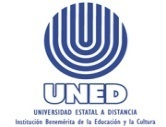 UNED
UNIVERSIDAD ESTATAL A DISTANCIA
Institución Benemérita de la Educación y la Cultura